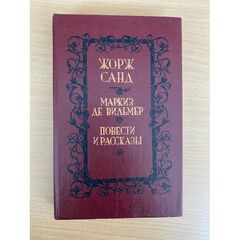 ЖОРЖ
САНД
МАРКИЗ
ДЕ ВИЛЬМЕР
ПОВЕСТИ
И РАССКАЗЫ